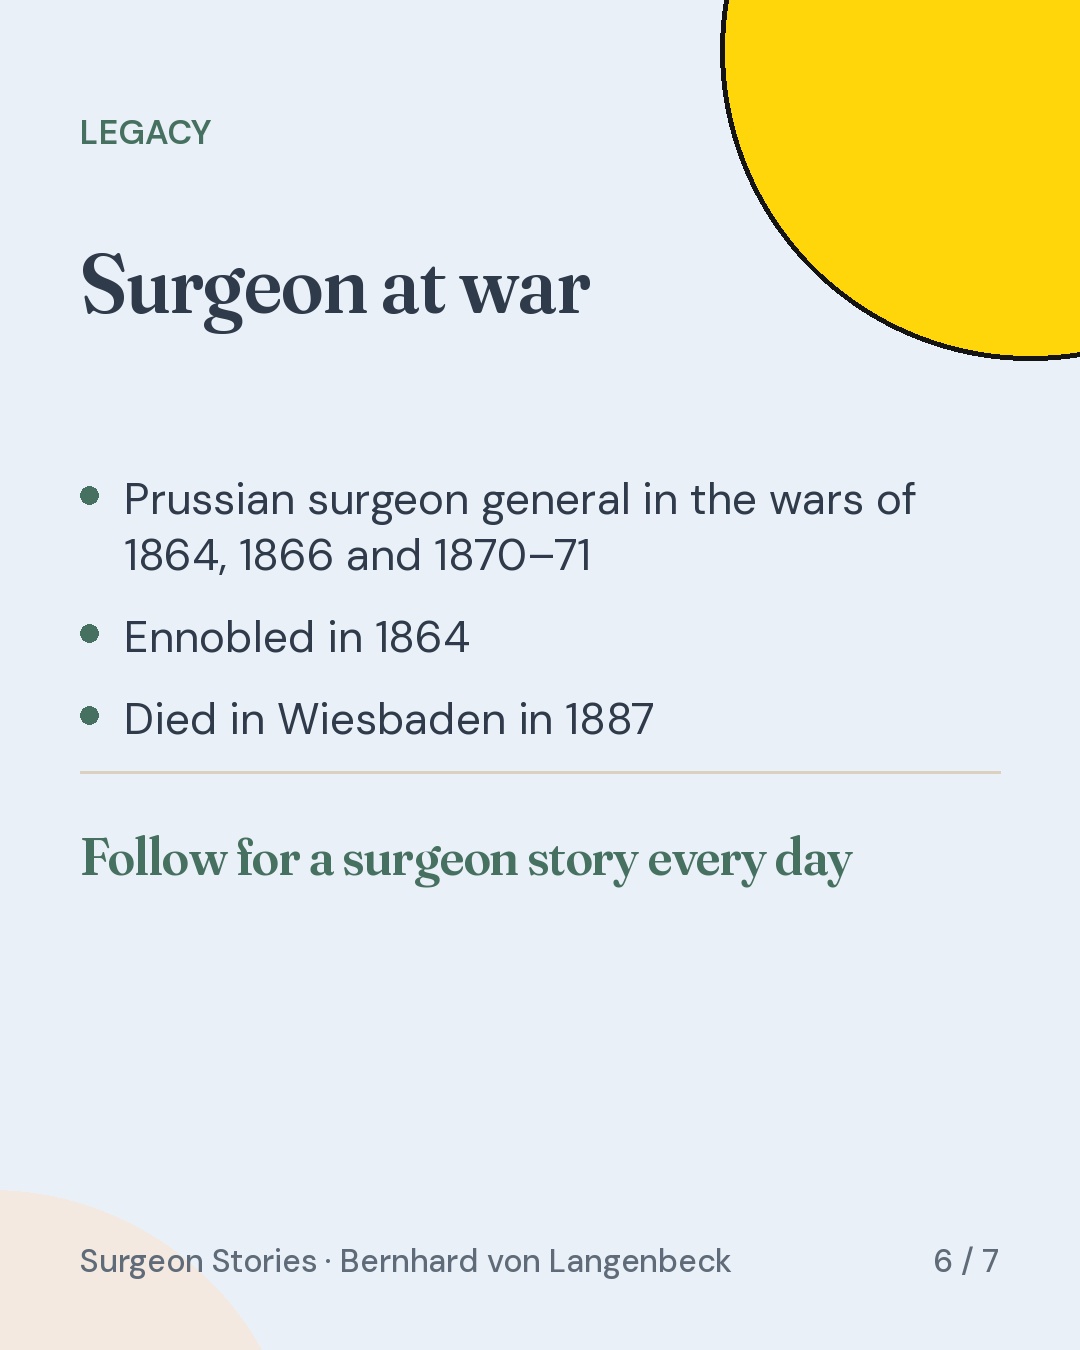 LEGACY
Surgeon at war
Prussian surgeon general in the wars of
1864, 1866 and 1870–71
Ennobled in 1864
Died in Wiesbaden in 1887
Follow for a surgeon story every day
Surgeon Stories · Bernhard von Langenbeck
6 / 7